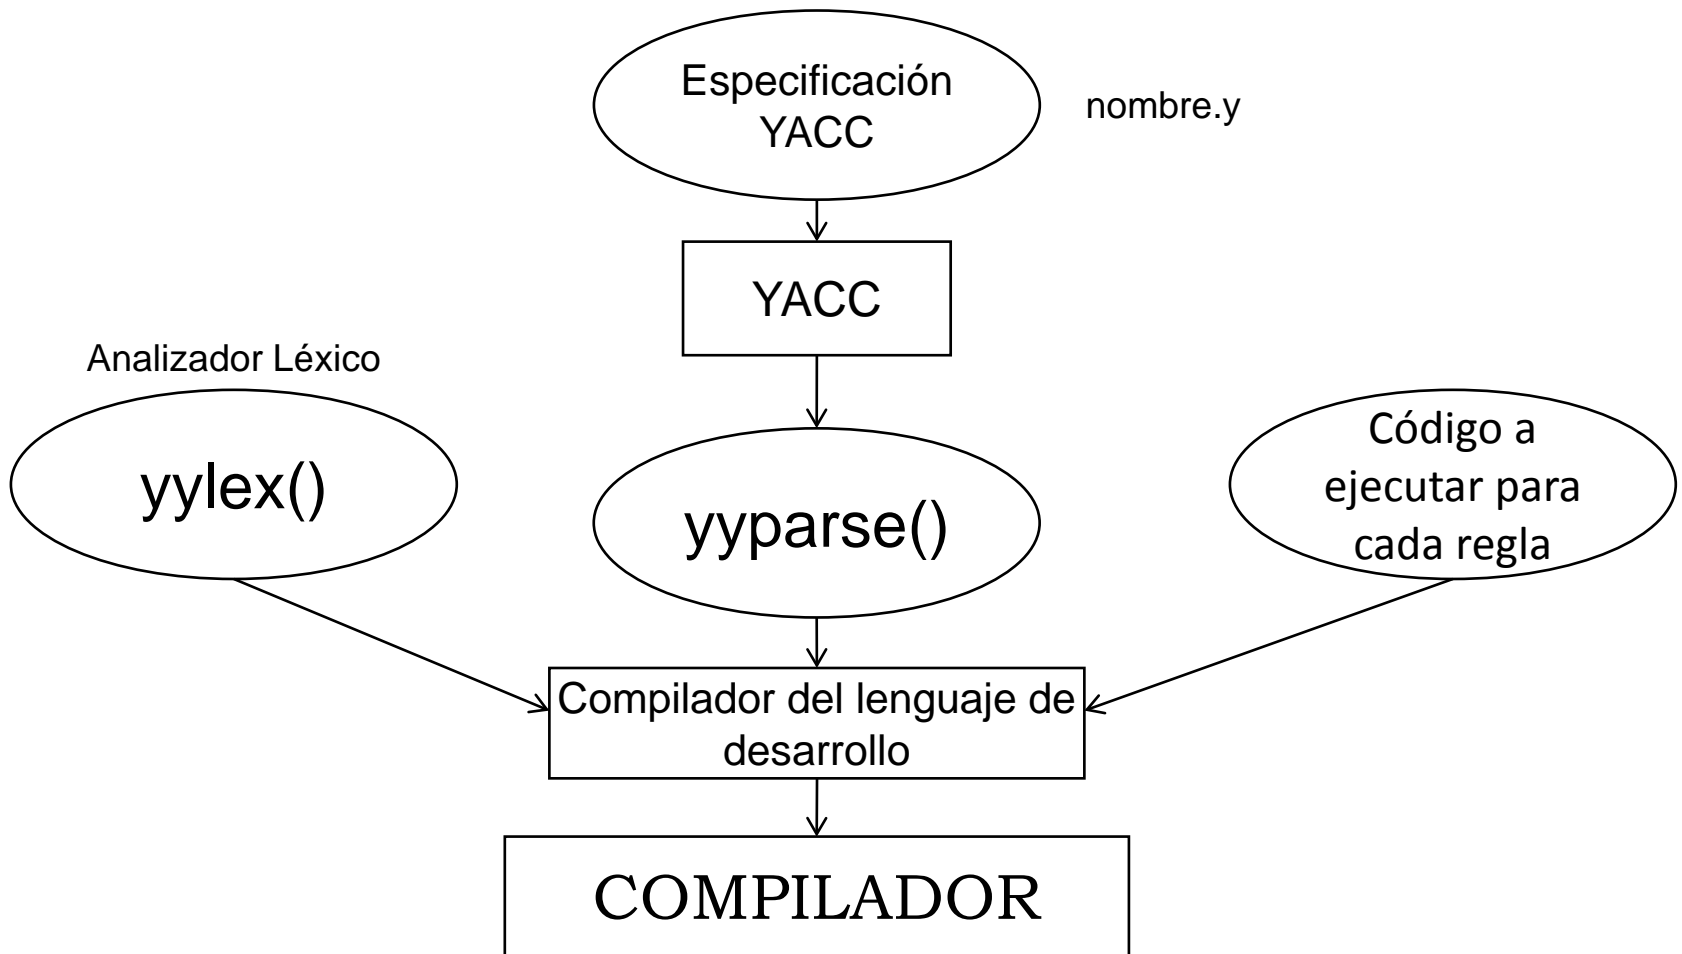 Especificación
YACC
nombre.y
YACC
Analizador Léxico
yylex()
yyparse()
Código a
ejecutar para
cada regla
Compilador del lenguaje de
desarrollo
COMPILADOR